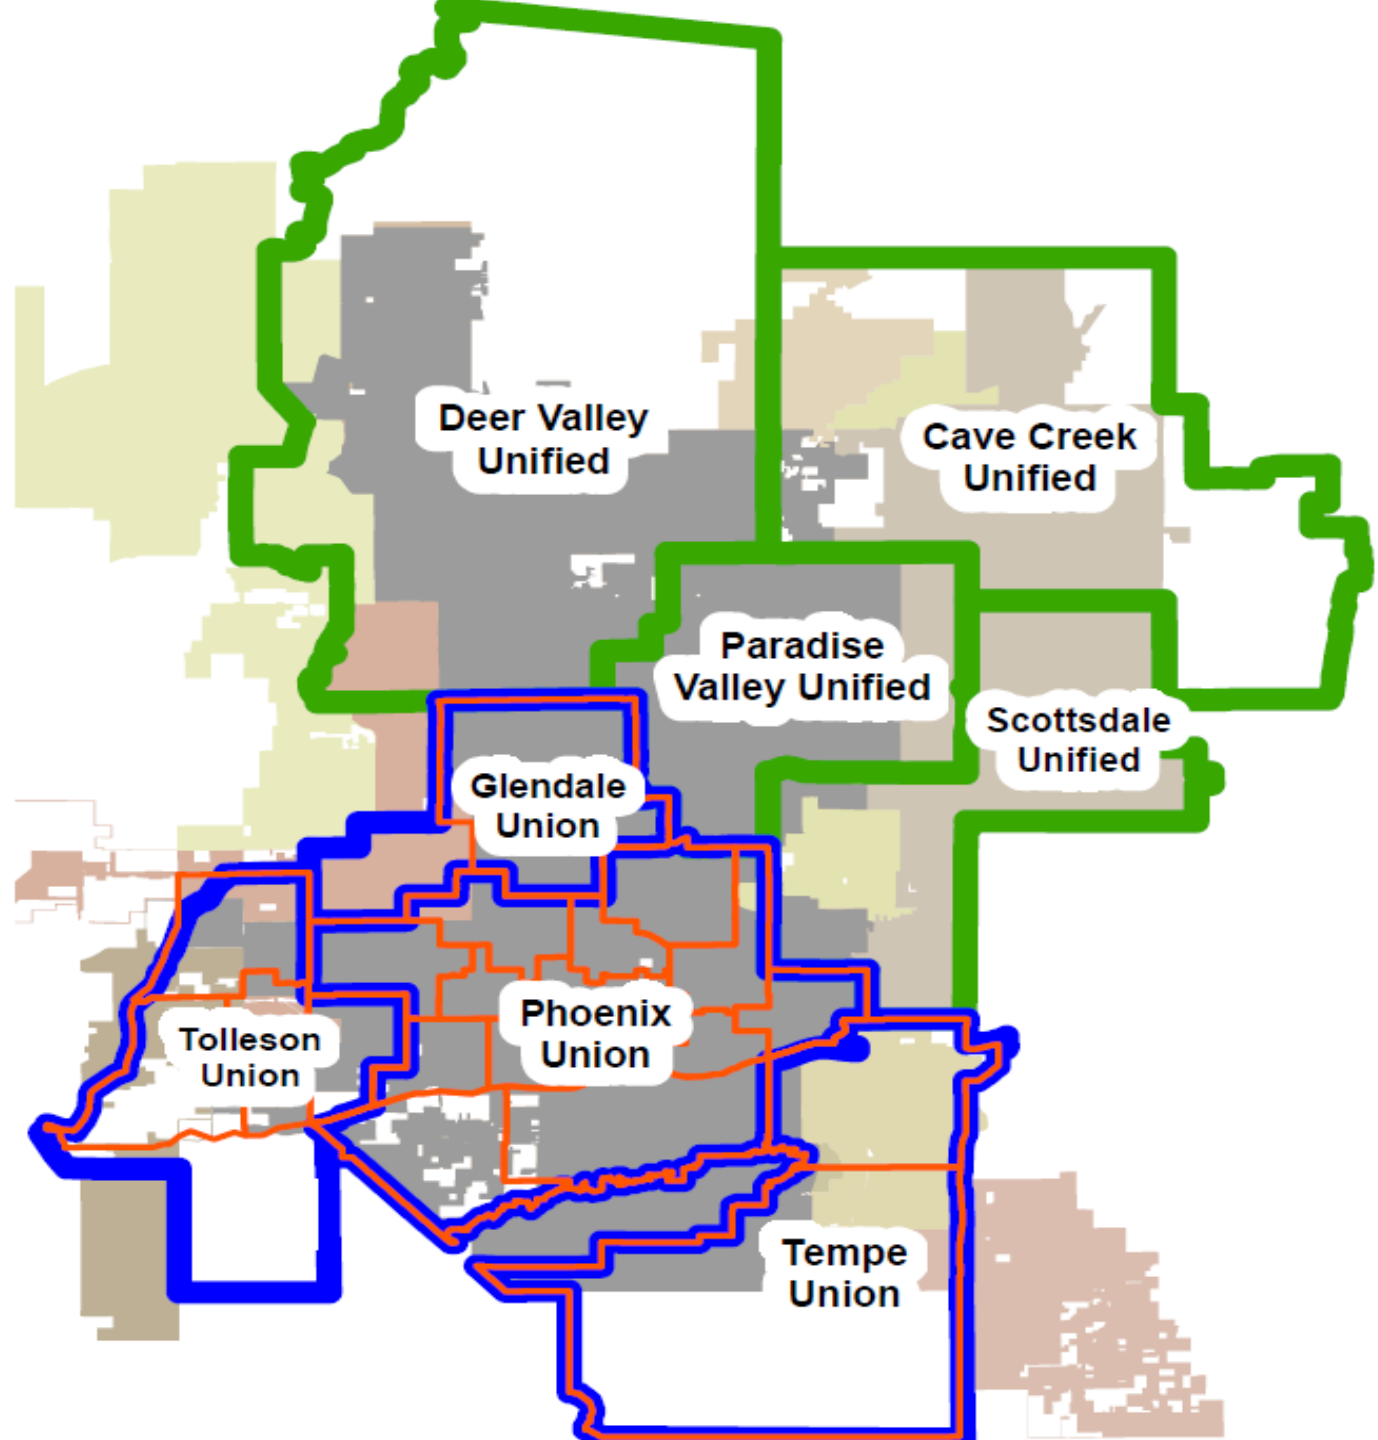 Deer Valley
Unified
Cave Creek
Unified
Paradise
Valley Unified
Scottsdale
Unified
Glendale
Union
Phoenix
Union
Tolleson
Union
Tempe
Union